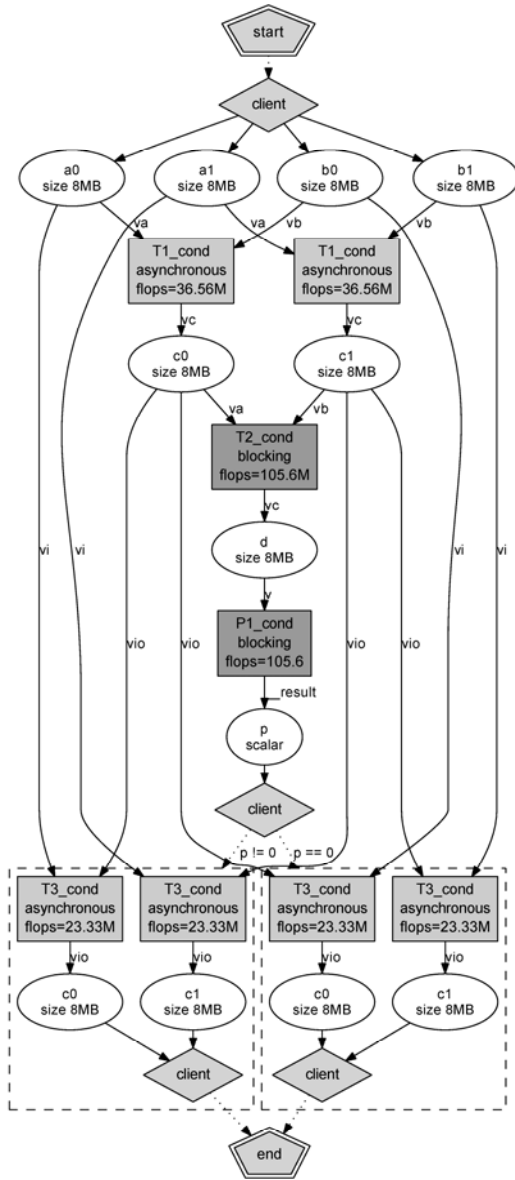 start
client
a0
size 8MB
a1
size 8MB
b0
size 8MB
b1
size 8MB
va
va
vb
vb
T1_cond
asynchronous
flops=36.56M
T1_cond
asynchronous
flops=36.56M
vc
vc
c0
size 8MB
c1
size 8MB
va
vb
T2_cond
blocking
flops=105.6M
vc
d
size 8MB
vi
vi
v
vi
vi
P1_cond
blocking
flops=105.6
vio
vio
vio
vio
_result
p
scalar
client
p != 0
p == 0
T3_cond
asynchronous
flops=23.33M
T3_cond
asynchronous
flops=23.33M
T3_cond
asynchronous
flops=23.33M
T3_cond
asynchronous
flops=23.33M
vio
vio
vio
vio
c0
size 8MB
c1
size 8MB
c0
size 8MB
c1
size 8MB
client
client
end